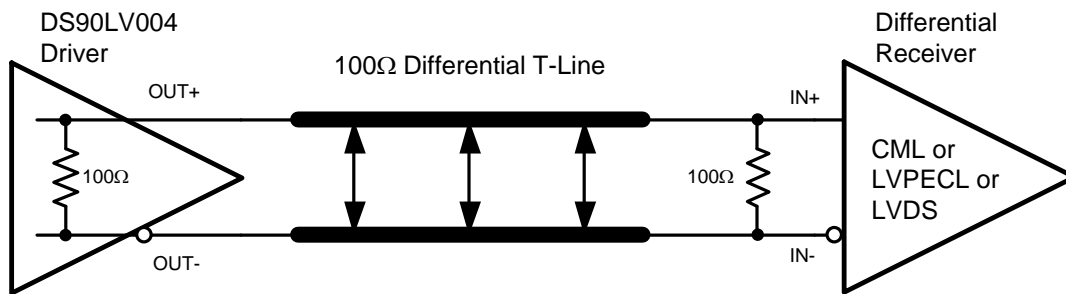 DS90LV004
Driver
Differential
Receiver
100Ω Differential T-Line
OUT+
IN+
100Ω
100Ω
CML or
LVPECL or
LVDS
OUT-
IN-